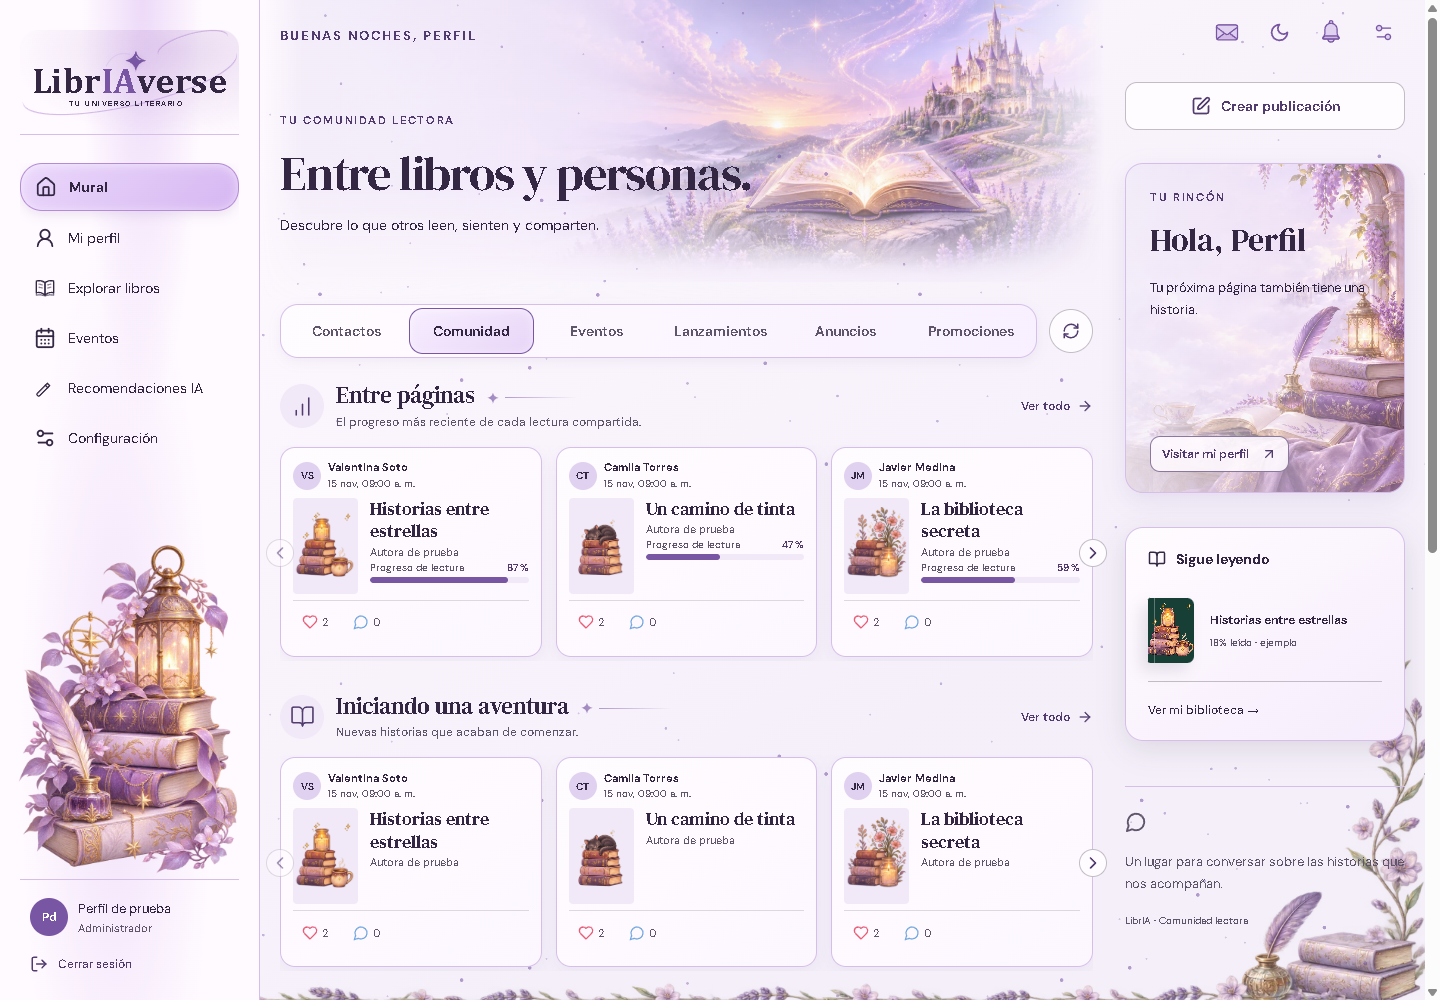 LibrIAverse
TU UNIVERSO LITERARIO
Mural
Mi perfil
Explorar libros
Eventos
Recomendaciones IA
Configuración
Pd
Perfil de prueba
Administrador
Cerrar sesión
BUENAS NOCHES, PERFIL
TU COMUNIDAD LECTORA
Entre libros y personas.
Descubre lo que otros leen, sienten y comparten.
Contactos
Comunidad
Eventos
Lanzamientos
Anuncios
Promociones
Entre páginas
El progreso más reciente de cada lectura compartida.
Ver todo →
VS
Valentina Soto
15 nov, 09:00 a. m.
Historias entre
estrellas
Autora de prueba
Progreso de lectura 87%
2 0
CT
Camila Torres
15 nov, 09:00 a. m.
Un camino de tinta
Autora de prueba
Progreso de lectura 47%
2 0
JM
Javier Medina
15 nov, 09:00 a. m.
La biblioteca
secreta
Autora de prueba
Progreso de lectura 59%
2 0
Iniciando una aventura
Nuevas historias que acaban de comenzar.
Ver todo →
VS
Valentina Soto
15 nov, 09:00 a. m.
Historias entre
estrellas
Autora de prueba
2 0
CT
Camila Torres
15 nov, 09:00 a. m.
Un camino de tinta
Autora de prueba
2 0
JM
Javier Medina
15 nov, 09:00 a. m.
La biblioteca
secreta
Autora de prueba
2 0
Crear publicación
TU RINCÓN
Hola, Perfil
Tu próxima página también tiene una
historia.
Visitar mi perfil
Sigue leyendo
Historias entre estrellas
18% leído · ejemplo
Ver mi biblioteca →
Un lugar para conversar sobre las historias que
nos acompañan.
LibrIA · Comunidad lectora